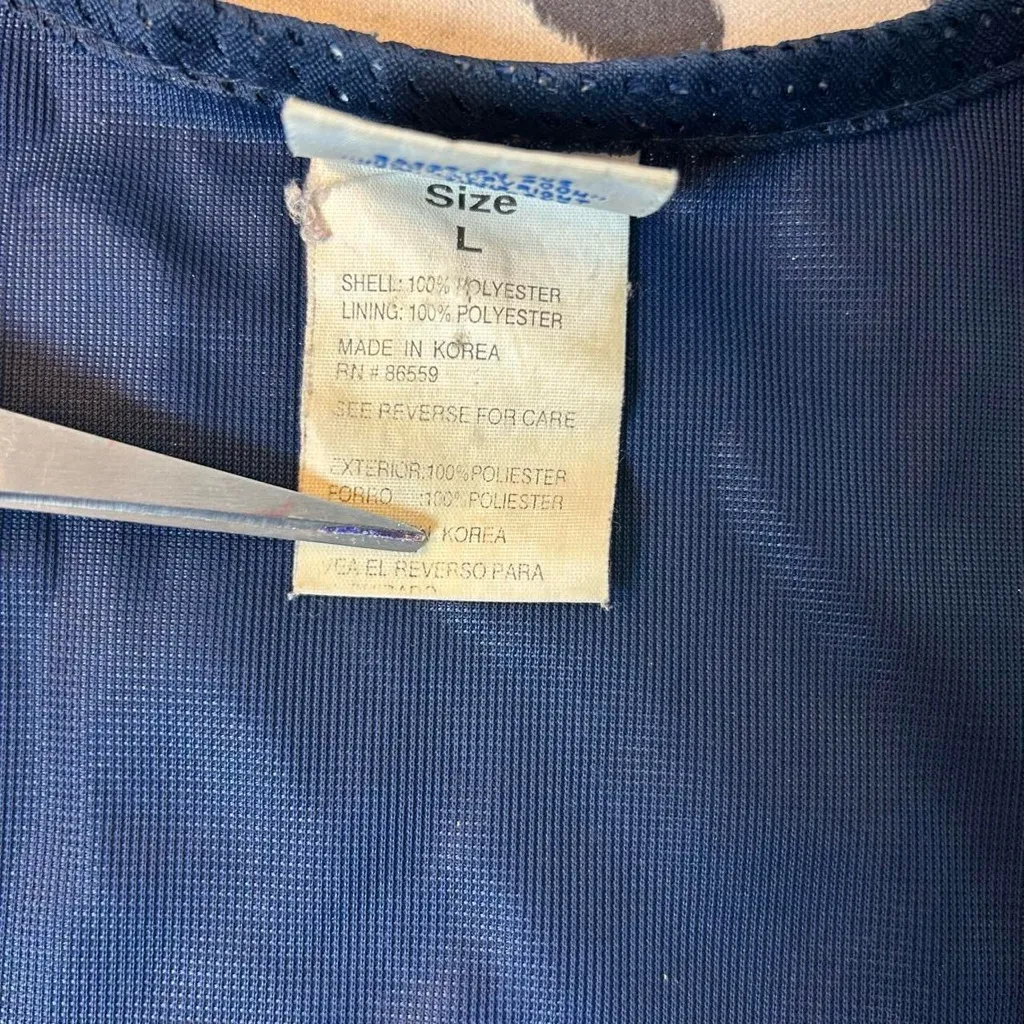 Size
L
SHELL: 100% POLYESTER
LINING: 100% POLYESTER
MADE IN KOREA
RN # 86559
SEE REVERSE FOR CARE
EXTERIOR:100%POLIESTER
FORRO :100%POLIESTER
KOREA
VEA EL REVERSO PARA